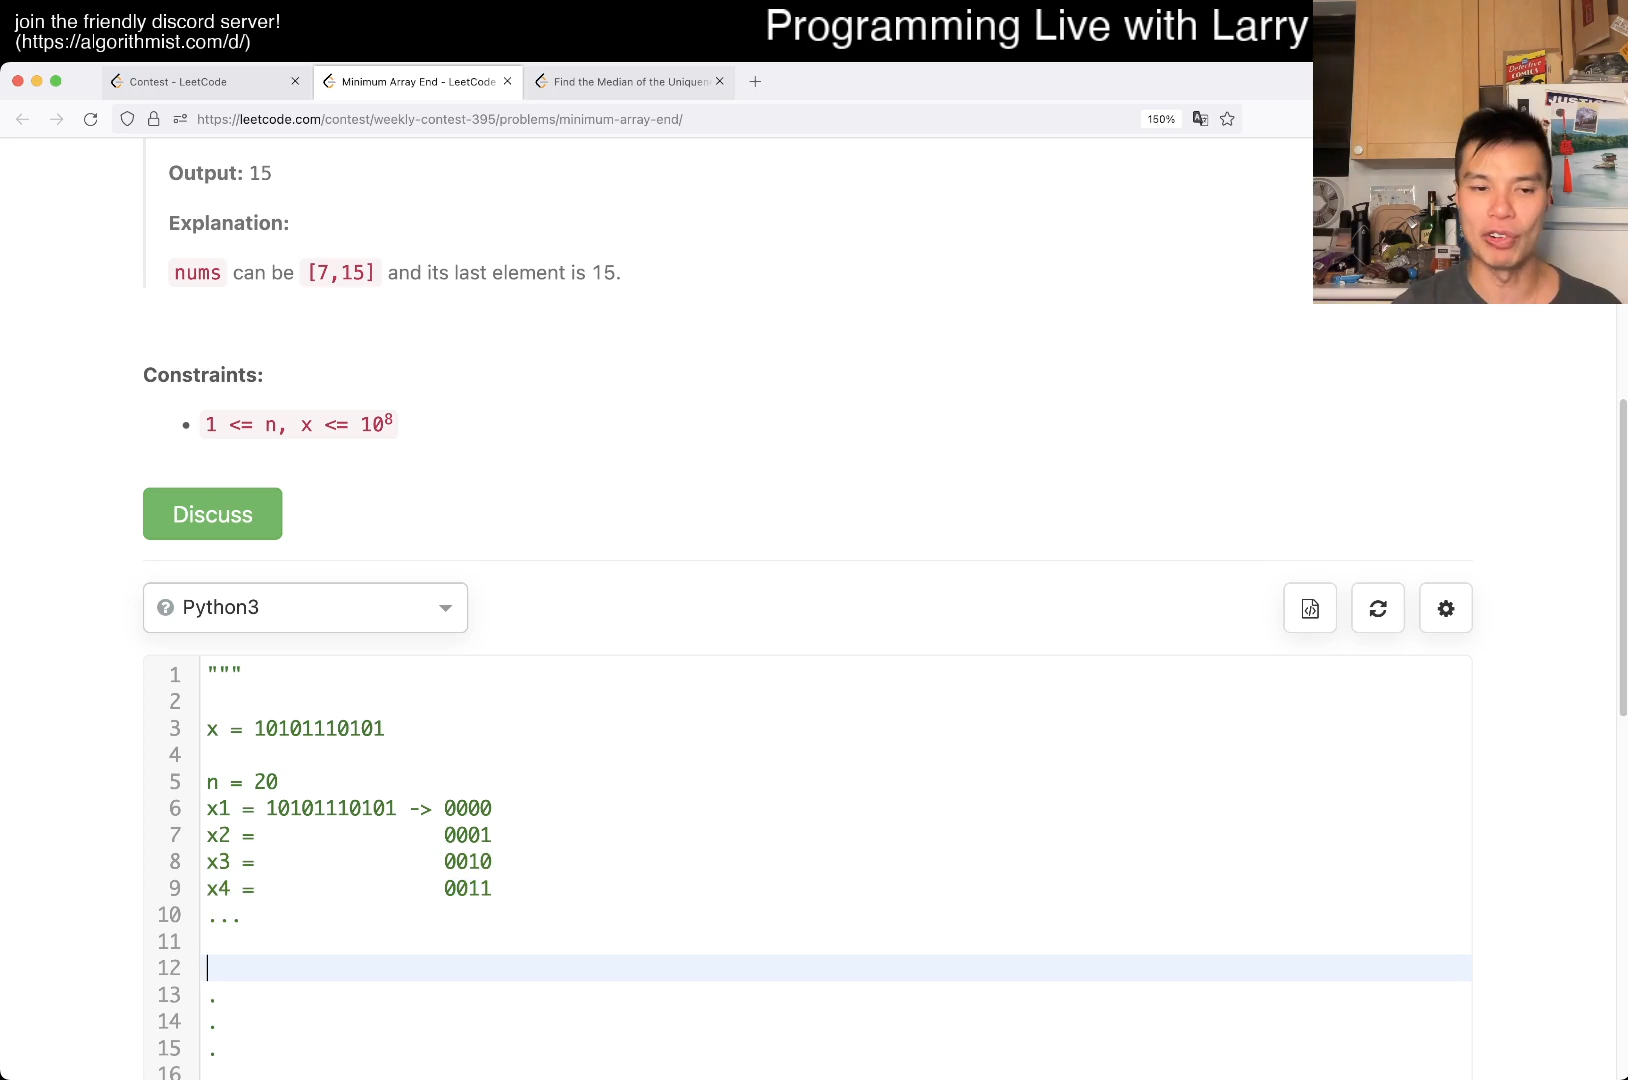 join the friendly discord server!
(https://algorithmist.com/d/)
Programming Live with Larry
Contest - LeetCode
Minimum Array End - LeetCode
Find the Median of the Uniquen
https://leetcode.com/contest/weekly-contest-395/problems/minimum-array-end/
150%
Output: 15
Explanation:
nums can be [7,15] and its last element is 15.
Constraints:
• 1 <= n, x <= 10⁸
Discuss
Python3
1 """
2
3 x = 10101110101
4
5 n = 20
6 x1 = 10101110101 -> 0000
7 x2 = 0001
8 x3 = 0010
9 x4 = 0011
10 ...
11
12
13 .
14 .
15 .
16